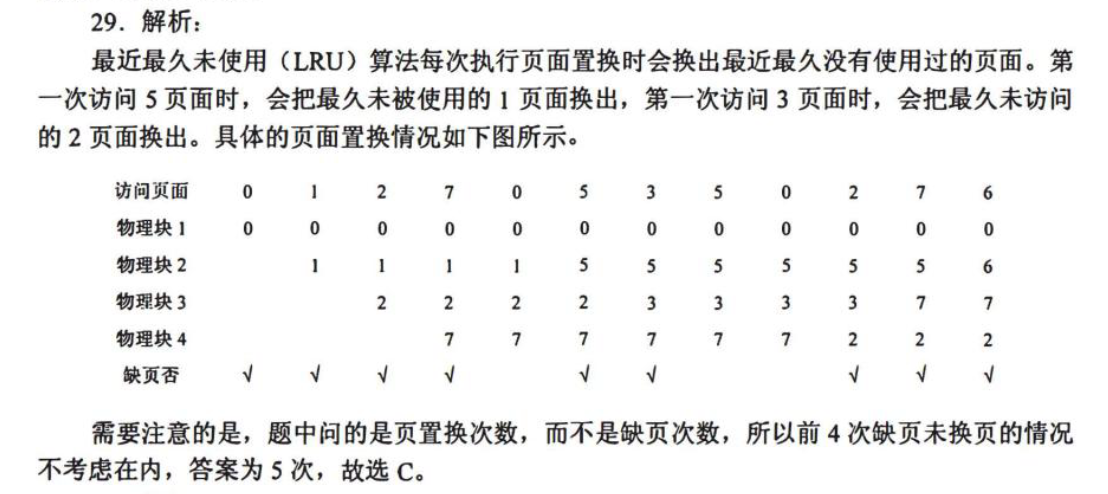 29．解析：
最近最久未使用（LRU）算法每次执行页面置换时会换出最近最久没有使用过的页面。第
一次访问 5 页面时，会把最久未被使用的 1 页面换出，第一次访问 3 页面时，会把最久未访问
的 2 页面换出。具体的页面置换情况如下图所示。
访问页面 0 1 2 7 0 5 3 5 0 2 7 6
物理块 1 0 0 0 0 0 0 0 0 0 0 0 0
物理块 2 1 1 1 1 5 5 5 5 5 5 6
物理块 3 2 2 2 2 3 3 3 3 7 7
物理块 4 7 7 7 7 7 7 2 2 2
缺页否 √ √ √ √ √ √ √ √ √
需要注意的是，题中问的是页置换次数，而不是缺页次数，所以前 4 次缺页未换页的情况
不考虑在内，答案为 5 次，故选 C。